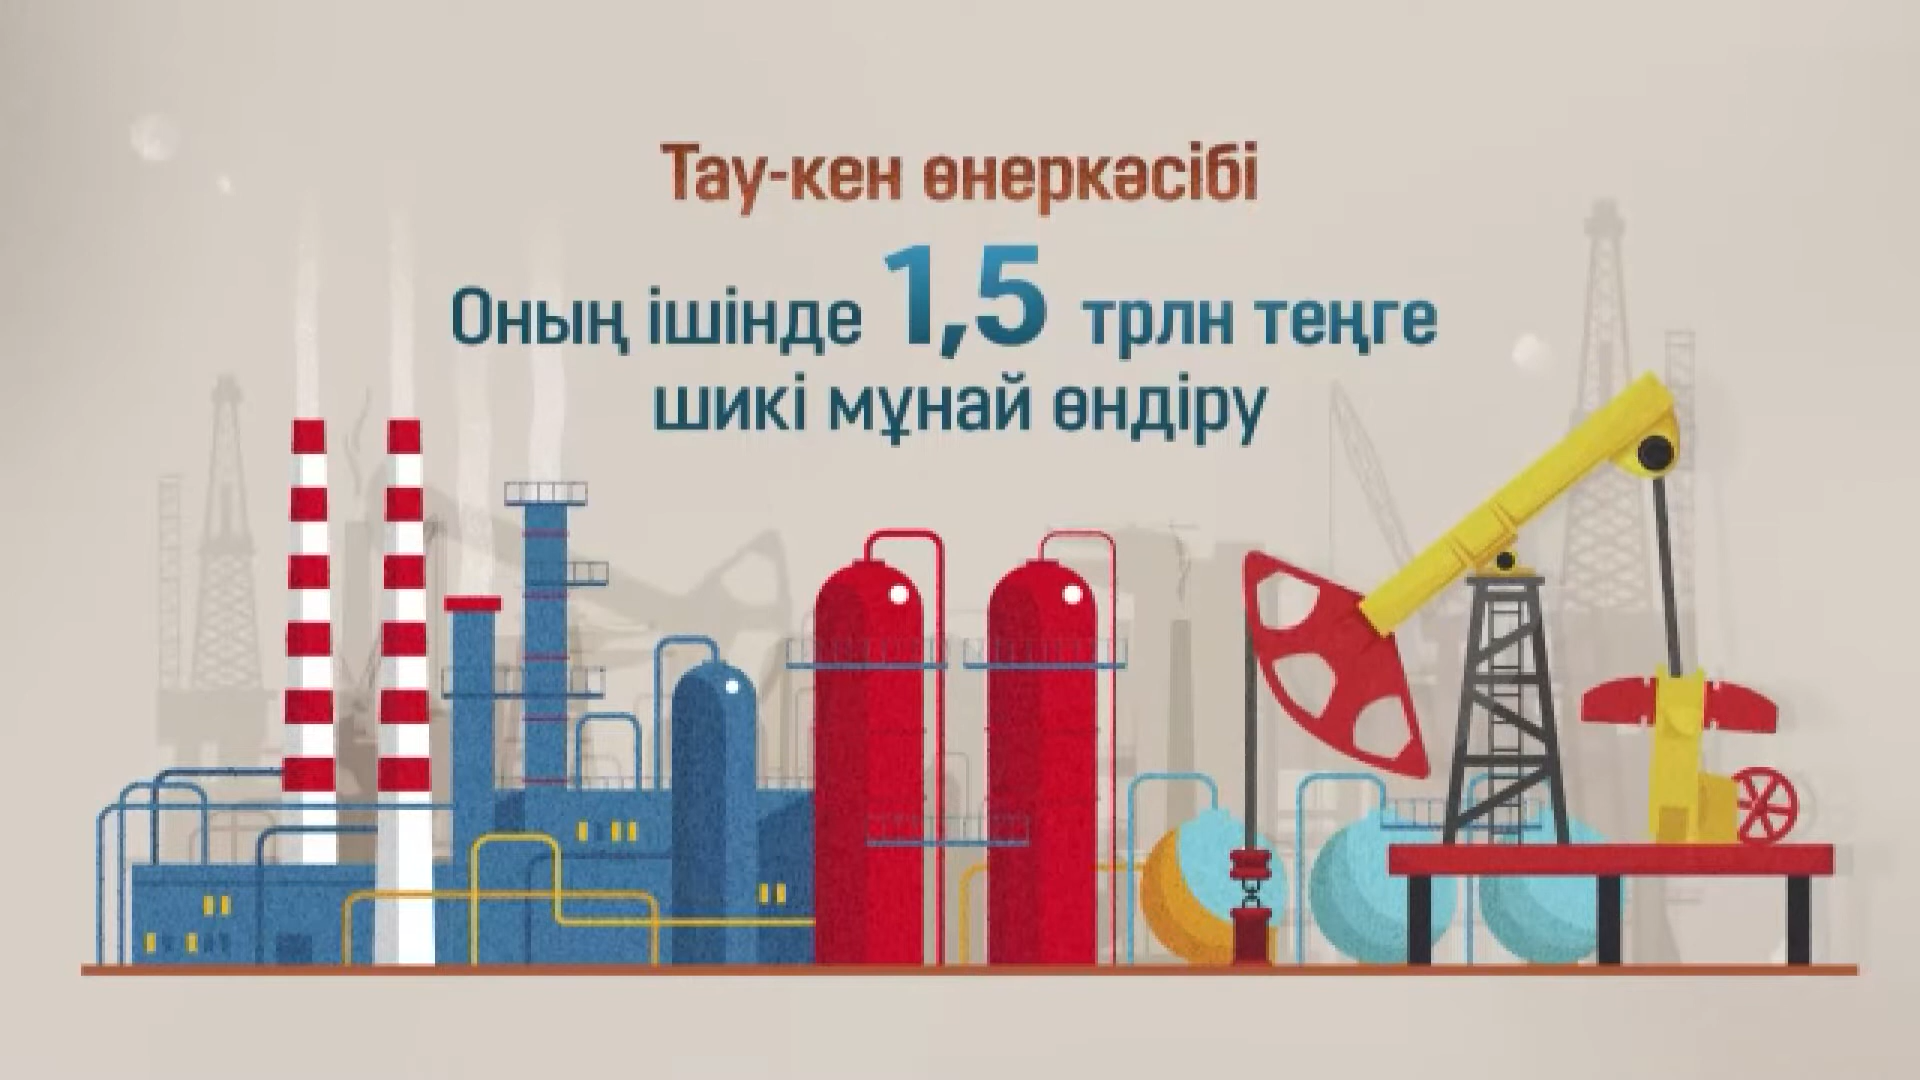 Тау-кен өнеркәсібі
Оның ішінде 1,5 трлн теңге
шикі мұнай өндіру